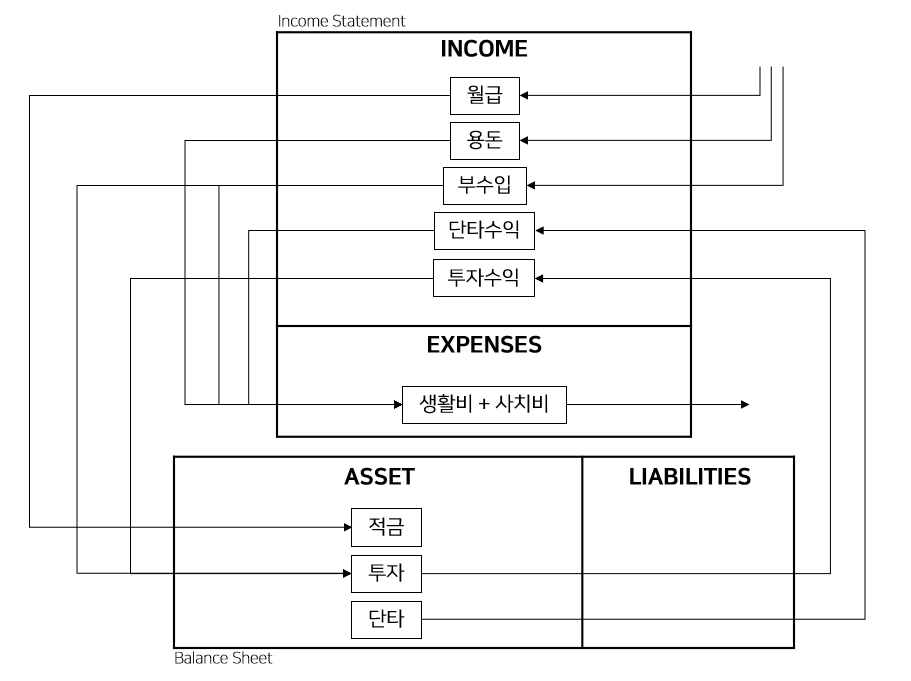 Income Statement
INCOME
월급
용돈
부수입
단타수익
투자수익
EXPENSES
생활비 + 사치비
ASSET
LIABILITIES
적금
투자
단타
Balance Sheet